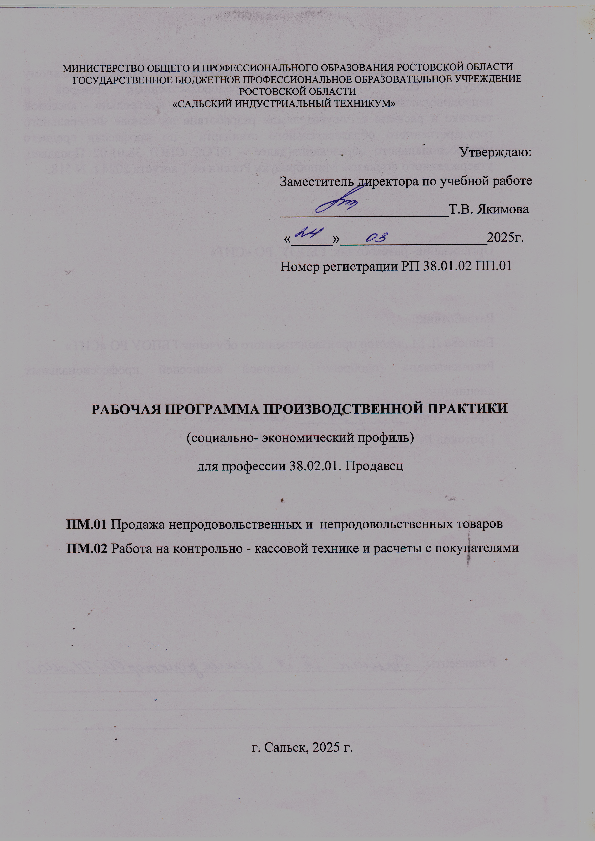 МИНИСТЕРСТВО ОБЩЕГО И ПРОФЕССИОНАЛЬНОГО ОБРАЗОВАНИЯ РОСТОВСКОЙ ОБЛАСТИ
ГОСУДАРСТВЕННОЕ БЮДЖЕТНОЕ ПРОФЕССИОНАЛЬНОЕ ОБРАЗОВАТЕЛЬНОЕ УЧРЕЖДЕНИЕ
РОСТОВСКОЙ ОБЛАСТИ
«САЛЬСКИЙ ИНДУСТРИАЛЬНЫЙ ТЕХНИКУМ»
Утверждаю:
Заместитель директора по учебной работе
Т.В. Якимова
«24» 03 2025г.
Номер регистрации РП 38.01.02 ПП.01
РАБОЧАЯ ПРОГРАММА ПРОИЗВОДСТВЕННОЙ ПРАКТИКИ
(социально- экономический профиль)
для профессии 38.02.01. Продавец
ПМ.01 Продажа непродовольственных и непродовольственных товаров
ПМ.02 Работа на контрольно - кассовой технике и расчеты с покупателями
г. Сальск, 2025 г.